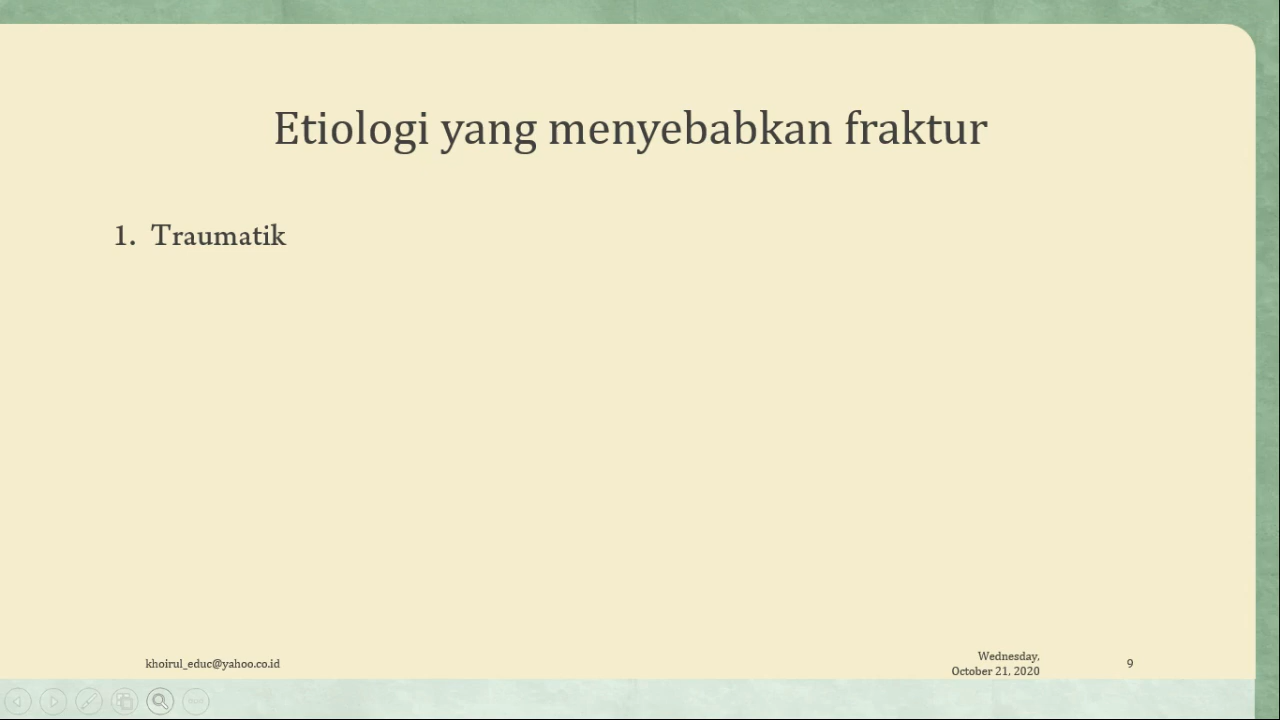 Etiologi yang menyebabkan fraktur
1. Traumatik
khoirul_educ@yahoo.co.id
Wednesday,
October 21, 2020
9